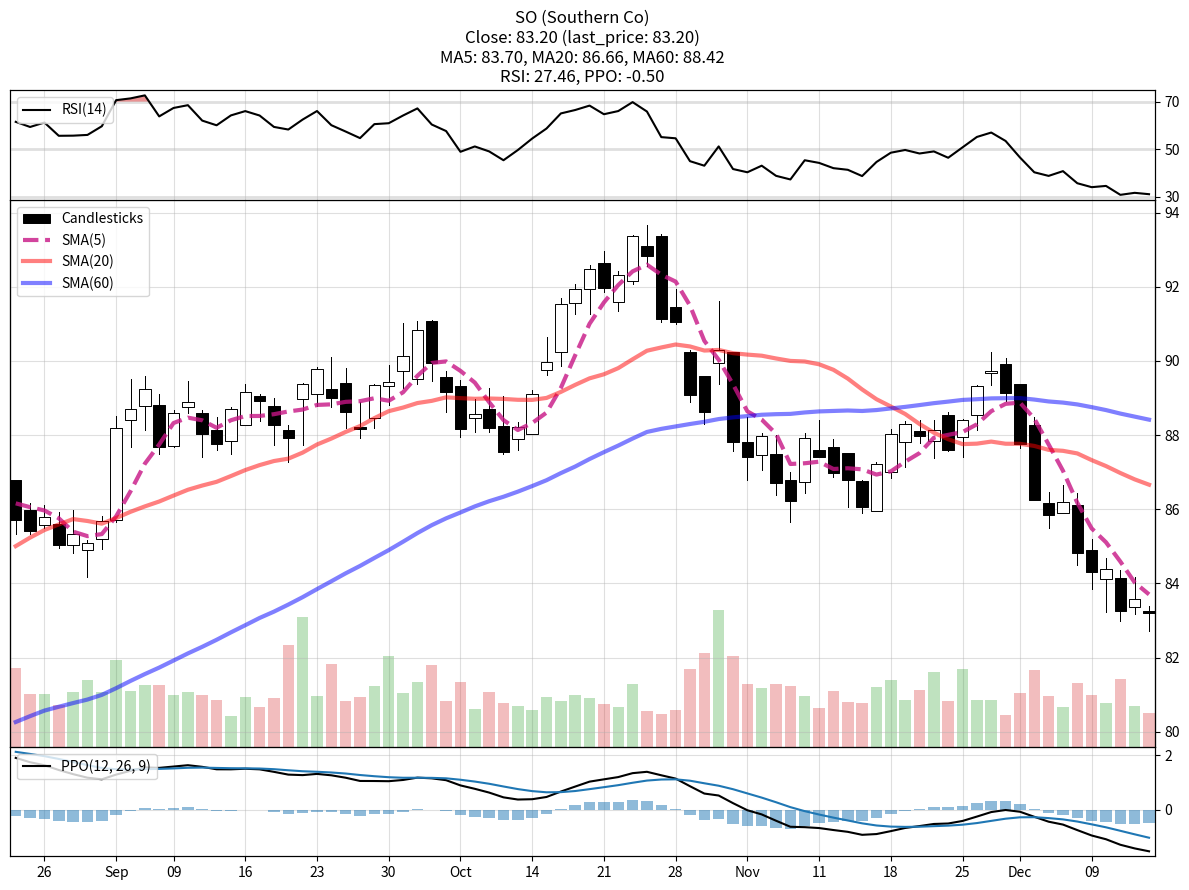 SO (Southern Co)
Close: 83.20 (last_price: 83.20)
MA5: 83.70, MA20: 86.66, MA60: 88.42
RSI: 27.46, PPO: -0.50
RSI(14)
70
50
30
Candlesticks
SMA(5)
SMA(20)
SMA(60)
94
92
90
88
86
84
82
80
PPO(12, 26, 9)
2
0
26 Sep 09 16 23 30 Oct 14 21 28 Nov 11 18 25 Dec 09